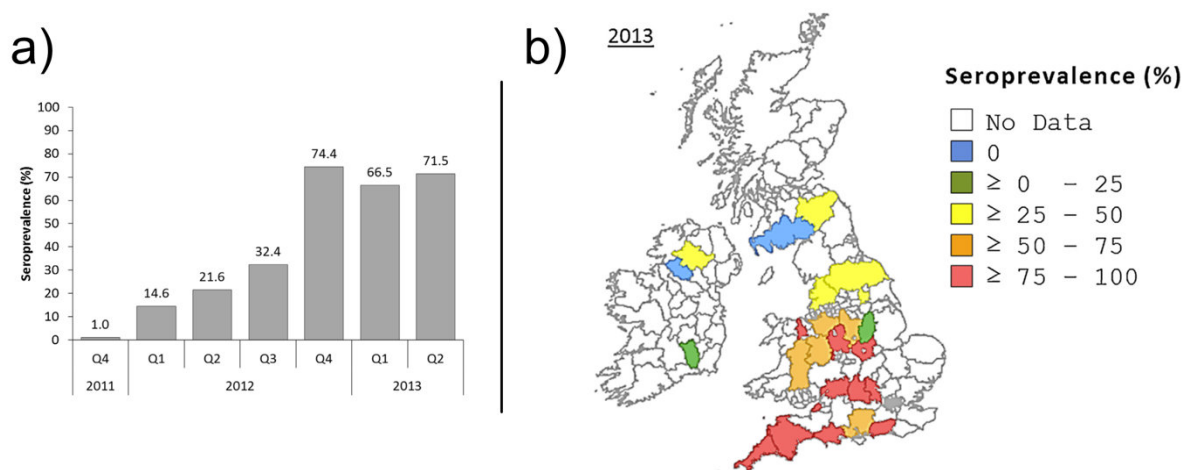 a)
Seroprevalence (%)
100
90
80
70
60
50
40
30
20
10
0
1.0
14.6
21.6
32.4
74.4
66.5
71.5
Q4 Q1 Q2 Q3 Q4 Q1 Q2
2011 2012 2013
b)
2013
Seroprevalence (%)
No Data
0
≥ 0 - 25
≥ 25 - 50
≥ 50 - 75
≥ 75 - 100